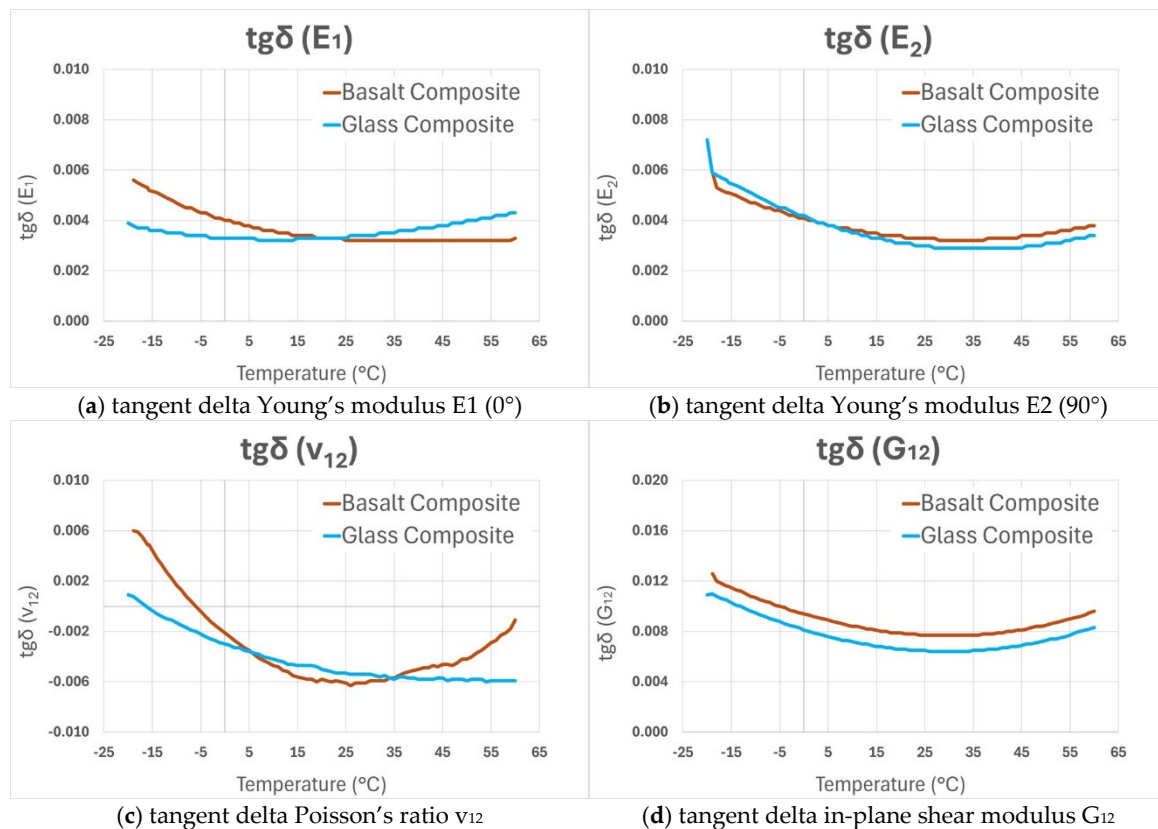 tgδ (E1)
Basalt Composite
Glass Composite
tgδ (E1)
0.010
0.008
0.006
0.004
0.002
0.000
-25 -15 -5 5 15 25 35 45 55 65
Temperature (°C)
(a) tangent delta Young's modulus E1 (0°)
tgδ (E2)
Basalt Composite
Glass Composite
tgδ (E2)
0.010
0.008
0.006
0.004
0.002
0.000
-25 -15 -5 5 15 25 35 45 55 65
Temperature (°C)
(b) tangent delta Young's modulus E2 (90°)
tgδ (v12)
Basalt Composite
Glass Composite
tgδ (v12)
0.010
0.006
0.002
-0.002
-0.006
-0.010
-25 -15 -5 5 15 25 35 45 55 65
Temperature (°C)
(c) tangent delta Poisson's ratio v12
tgδ (G12)
Basalt Composite
Glass Composite
tgδ (G12)
0.020
0.016
0.012
0.008
0.004
0.000
-25 -15 -5 5 15 25 35 45 55 65
Temperature (°C)
(d) tangent delta in-plane shear modulus G12